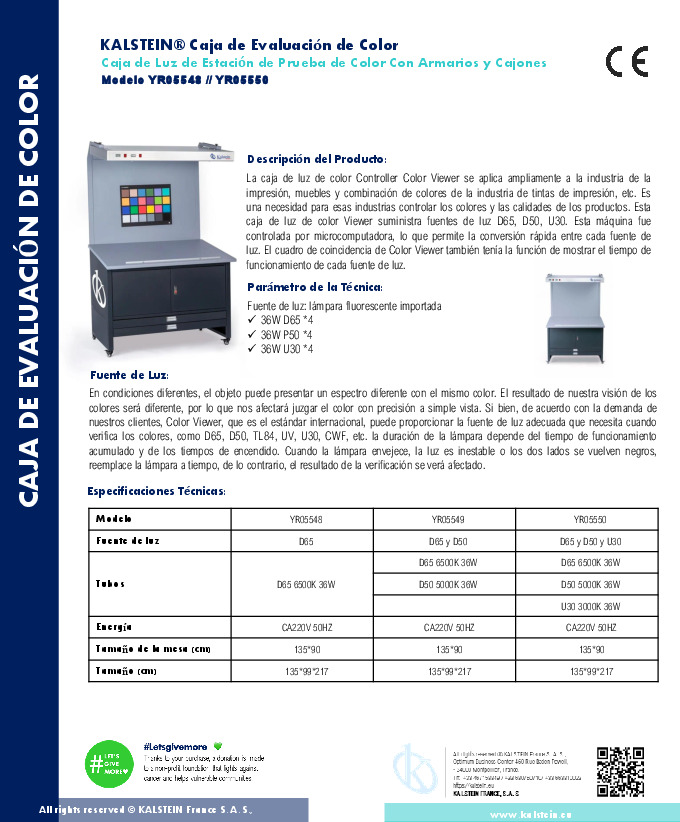 CAJA DE EVALUACIÓN DE COLOR
KALSTEIN® Caja de Evaluación de Color
Caja de Luz de Estación de Prueba de Color Con Armarios y Cajones
Modelo YR05548 // YR05550
CE
Descripción del Producto:
La caja de luz de color Controller Color Viewer se aplica ampliamente a la industria de la
impresión, muebles y combinación de colores de la industria de tintas de impresión, etc. Es
una necesidad para esas industrias controlar los colores y las calidades de los productos. Esta
caja de luz de color Viewer suministra fuentes de luz D65, D50, U30. Esta máquina fue
controlada por microcomputadora, lo que permite la conversión rápida entre cada fuente de
luz. El cuadro de coincidencia de Color Viewer también tenía la función de mostrar el tiempo de
funcionamiento de cada fuente de luz.
Parámetro de la Técnica:
Fuente de luz: lámpara fluorescente importada
✓ 36W D65 *4
✓ 36W P50 *4
✓ 36W U30 *4
Fuente de Luz:
En condiciones diferentes, el objeto puede presentar un espectro diferente con el mismo color. El resultado de nuestra visión de los
colores será diferente, por lo que nos afectará juzgar el color con precisión a simple vista. Si bien, de acuerdo con la demanda de
nuestros clientes, Color Viewer, que es el estándar internacional, puede proporcionar la fuente de luz adecuada que necesita cuando
verifica los colores, como D65, D50, TL84, UV, U30, CWF, etc. la duración de la lámpara depende del tiempo de funcionamiento
acumulado y de los tiempos de encendido. Cuando la lámpara envejece, la luz es inestable o los dos lados se vuelven negros,
reemplace la lámpara a tiempo, de lo contrario, el resultado de la verificación se verá afectado.
Especificaciones Técnicas:
Modelo YR05548 YR05549 YR05550
Fuente de luz D65 D65 y D50 D65 y D50 y U30
Tubos D65 6500K 36W D65 6500K 36W D65 6500K 36W
D50 5000K 36W D50 5000K 36W
U30 3000K 36W
Energía CA220V 50HZ CA220V 50HZ CA220V 50HZ
Tamaño de la mesa (cm) 135*90 135*90 135*90
Tamaño (cm) 135*99*217 135*99*217 135*99*217
# LET'S
GIVE
MORE
#Letsgivemore
Thanks to your purchase, a donation is made
to a non-profit foundation that fights against
cancer and helps vulnerable communities
All rights reserved © KALSTEIN France S. A. S.,
Optimum Business Center 450 Rue Baden Powell,
34000 Montpellier, France.
https://kalstein.eu
KALSTEIN FRANCE, S. A. S
All rights reserved © KALSTEIN France S. A. S.,
www.kalstein.eu